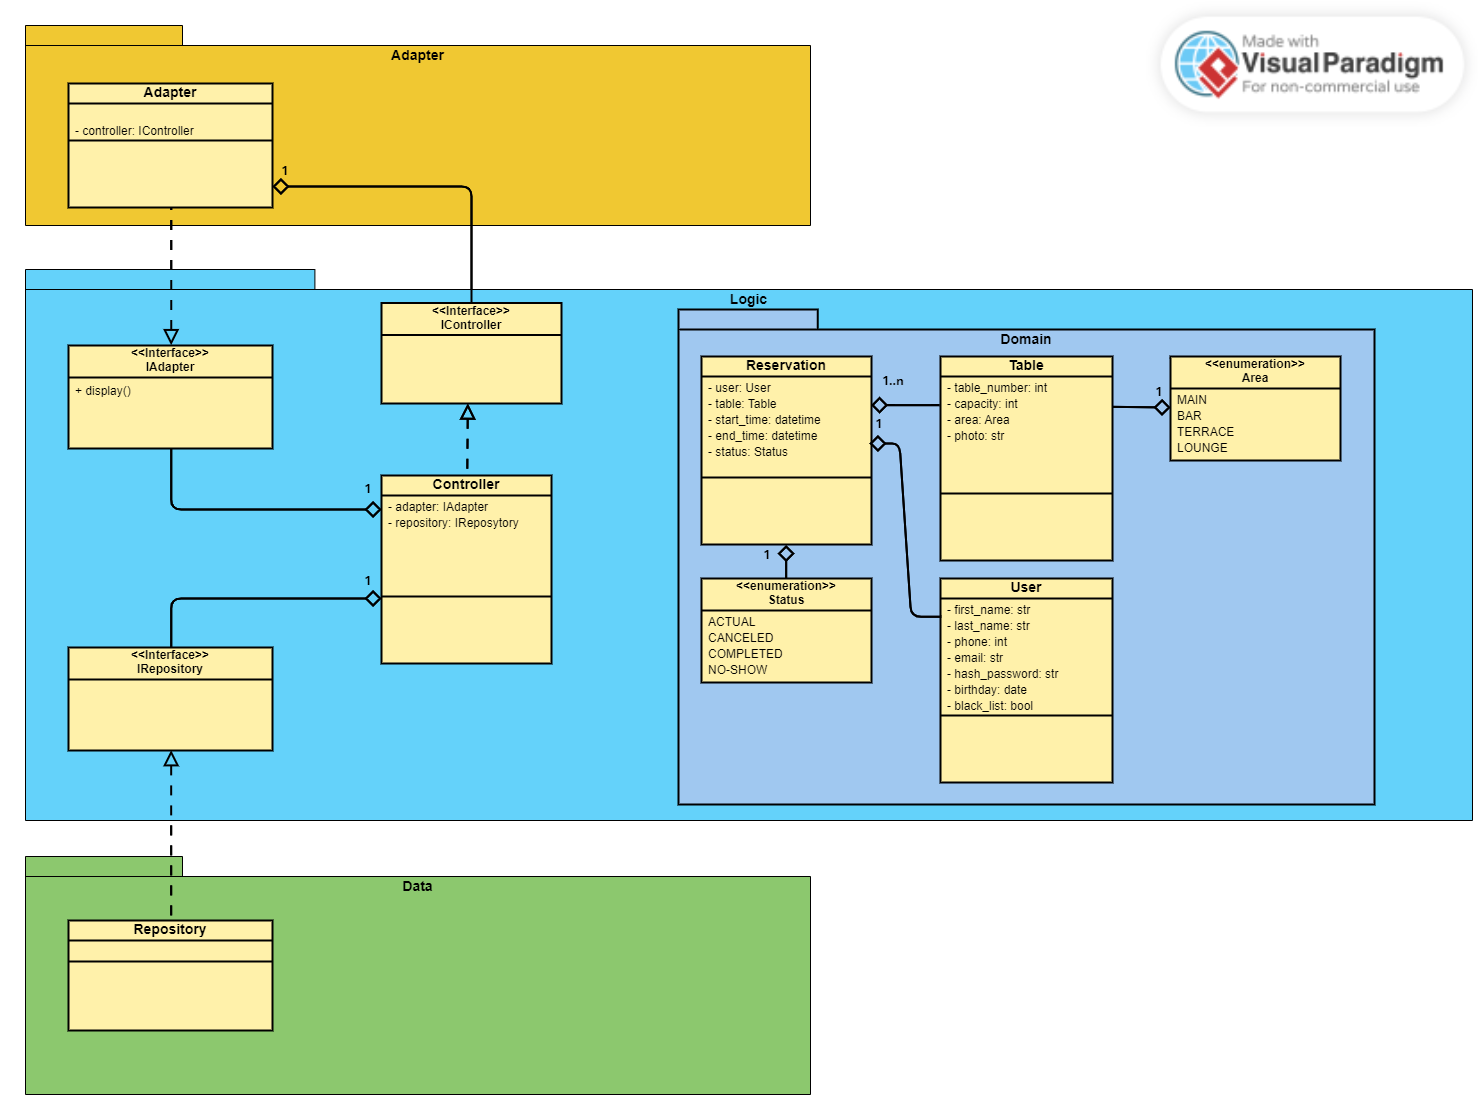 Made with
Visual Paradigm
For non-commercial use
Adapter
Adapter
- controller: IController
1
Logic
<<Interface>>
IController
<<Interface>>
IAdapter
+ display()
1
Controller
- adapter: IAdapter
- repository: IReposytory
1
<<Interface>>
IRepository
Domain
Reservation
- user: User
- table: Table
- start_time: datetime
- end_time: datetime
- status: Status
1..n
1
Table
- table_number: int
- capacity: int
- area: Area
- photo: str
1
<<enumeration>>
Area
MAIN
BAR
TERRACE
LOUNGE
1
<<enumeration>>
Status
ACTUAL
CANCELED
COMPLETED
NO-SHOW
User
- first_name: str
- last_name: str
- phone: int
- email: str
- hash_password: str
- birthday: date
- black_list: bool
Data
Repository